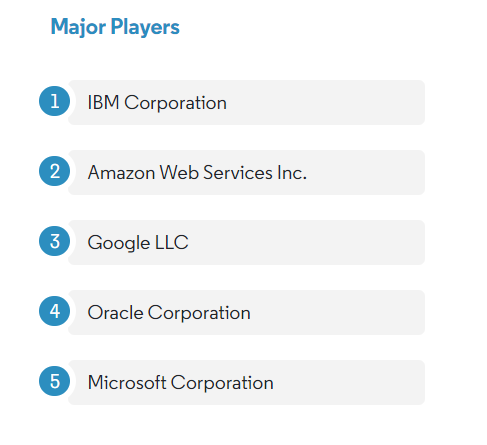 Major Players
1 IBM Corporation
2 Amazon Web Services Inc.
3 Google LLC
4 Oracle Corporation
5 Microsoft Corporation